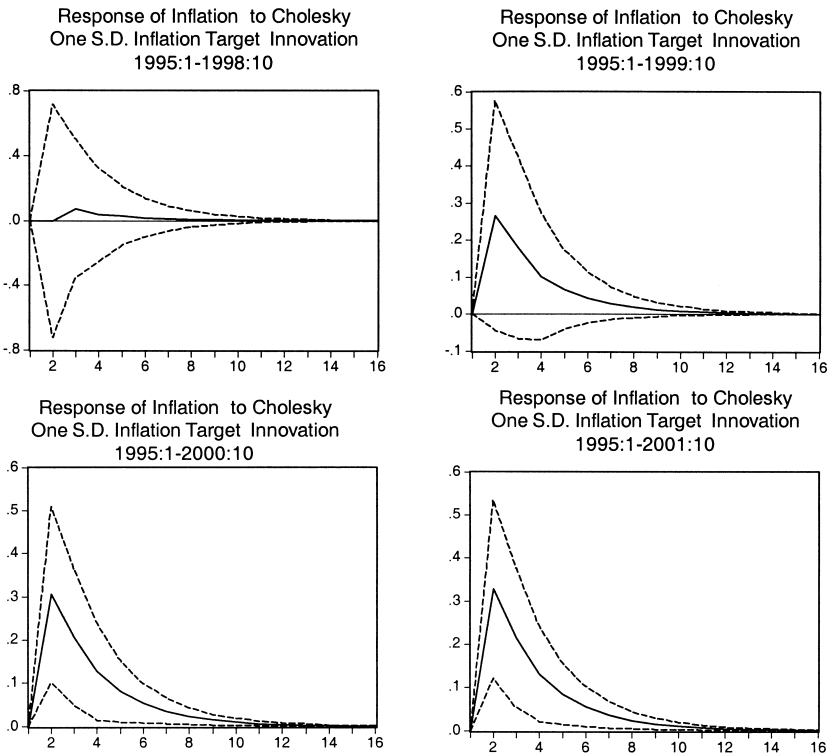 Response of Inflation to Cholesky
One S.D. Inflation Target Innovation
1995:1-1998:10
.8
.4
.0
-.4
-.8
2 4 6 8 10 12 14 16
Response of Inflation to Cholesky
One S.D. Inflation Target Innovation
1995:1-1999:10
.6
.5
.4
.3
.2
.1
.0
-.1
2 4 6 8 10 12 14 16
Response of Inflation to Cholesky
One S.D. Inflation Target Innovation
1995:1-2000:10
.6
.5
.4
.3
.2
.1
.0
2 4 6 8 10 12 14 16
Response of Inflation to Cholesky
One S.D. Inflation Target Innovation
1995:1-2001:10
.6
.5
.4
.3
.2
.1
.0
2 4 6 8 10 12 14 16